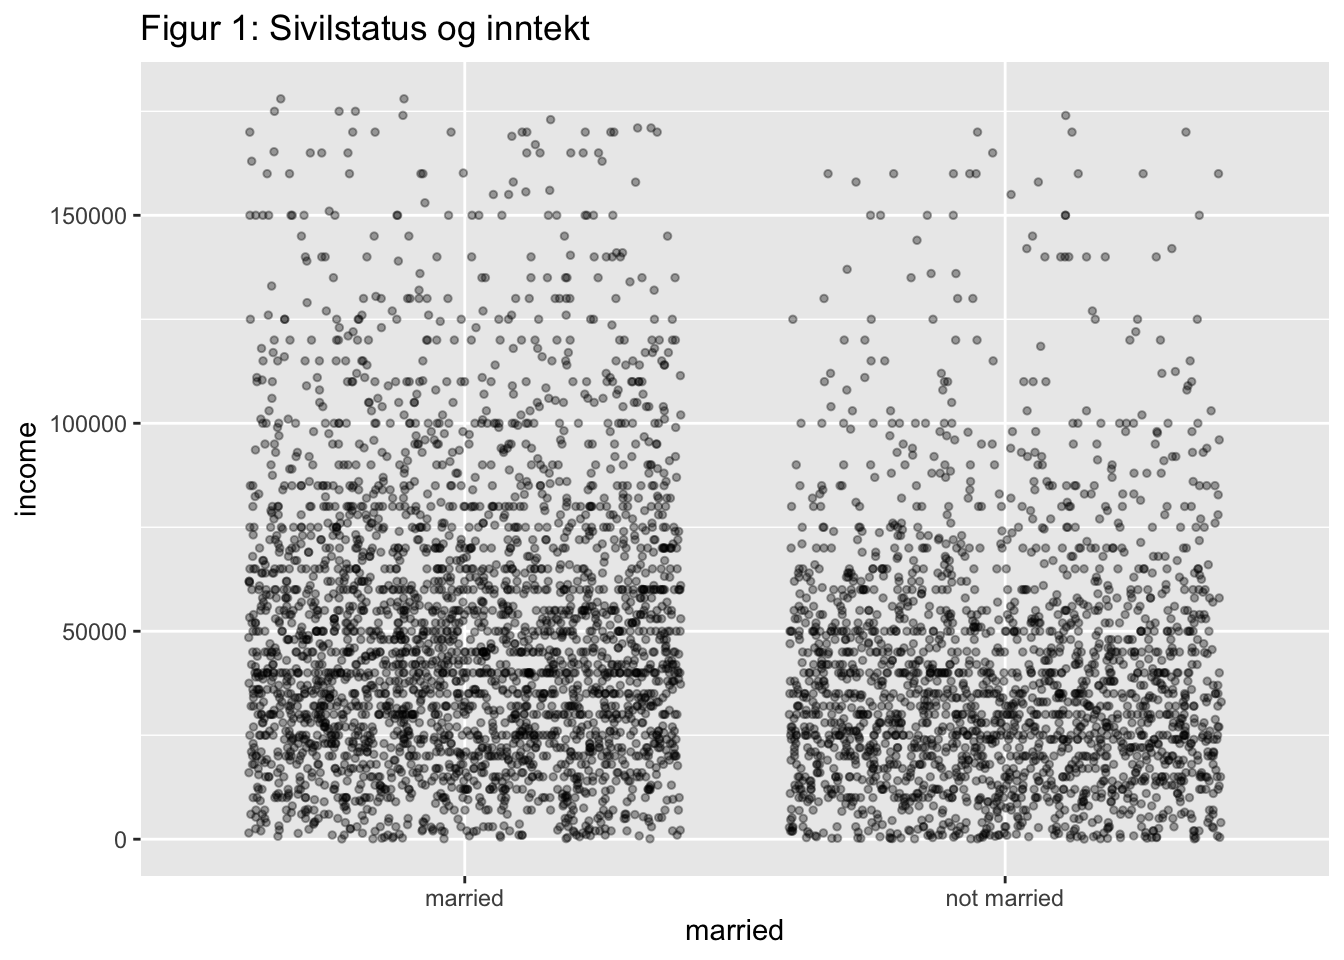 Figur 1: Sivilstatus og inntekt
150000
100000
50000
0
income
married
not married
married